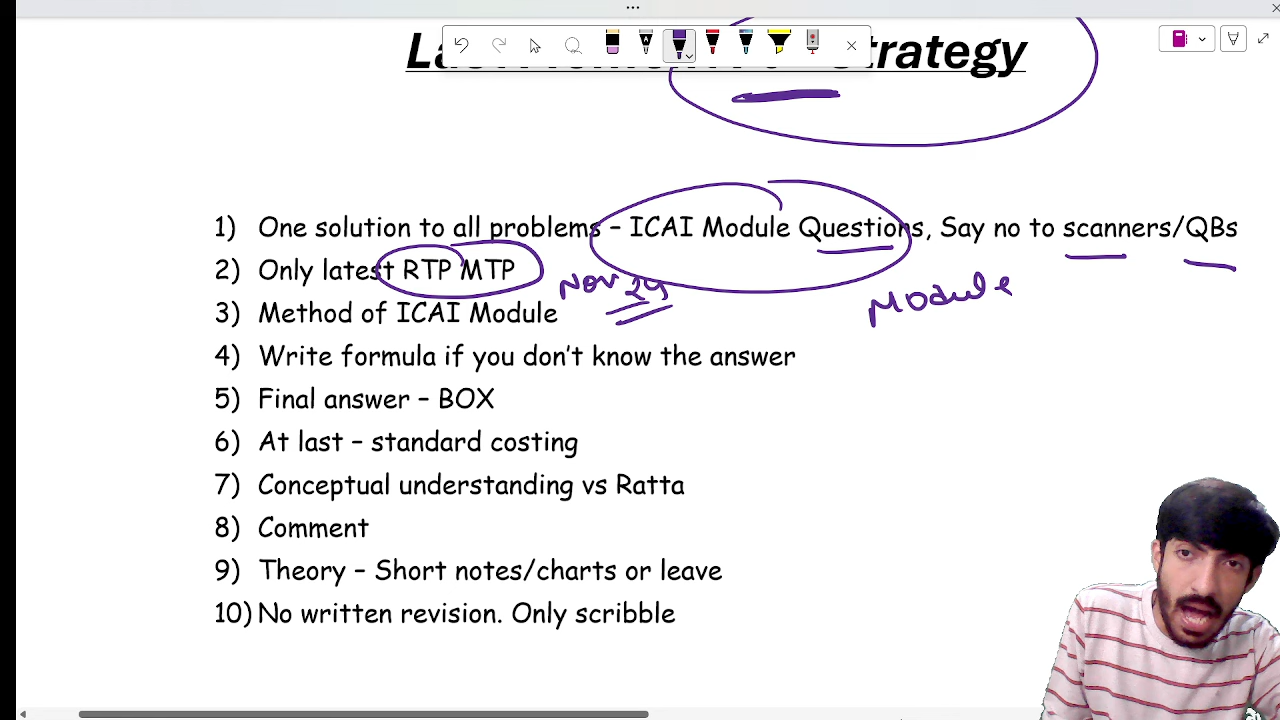 Strategy
1) One solution to all problems – ICAI Module Questions, Say no to scanners/QBs
2) Only latest RTP MTP
Nov 24
Module
3) Method of ICAI Module
4) Write formula if you don't know the answer
5) Final answer – BOX
6) At last – standard costing
7) Conceptual understanding vs Ratta
8) Comment
9) Theory – Short notes/charts or leave
10) No written revision. Only scribble